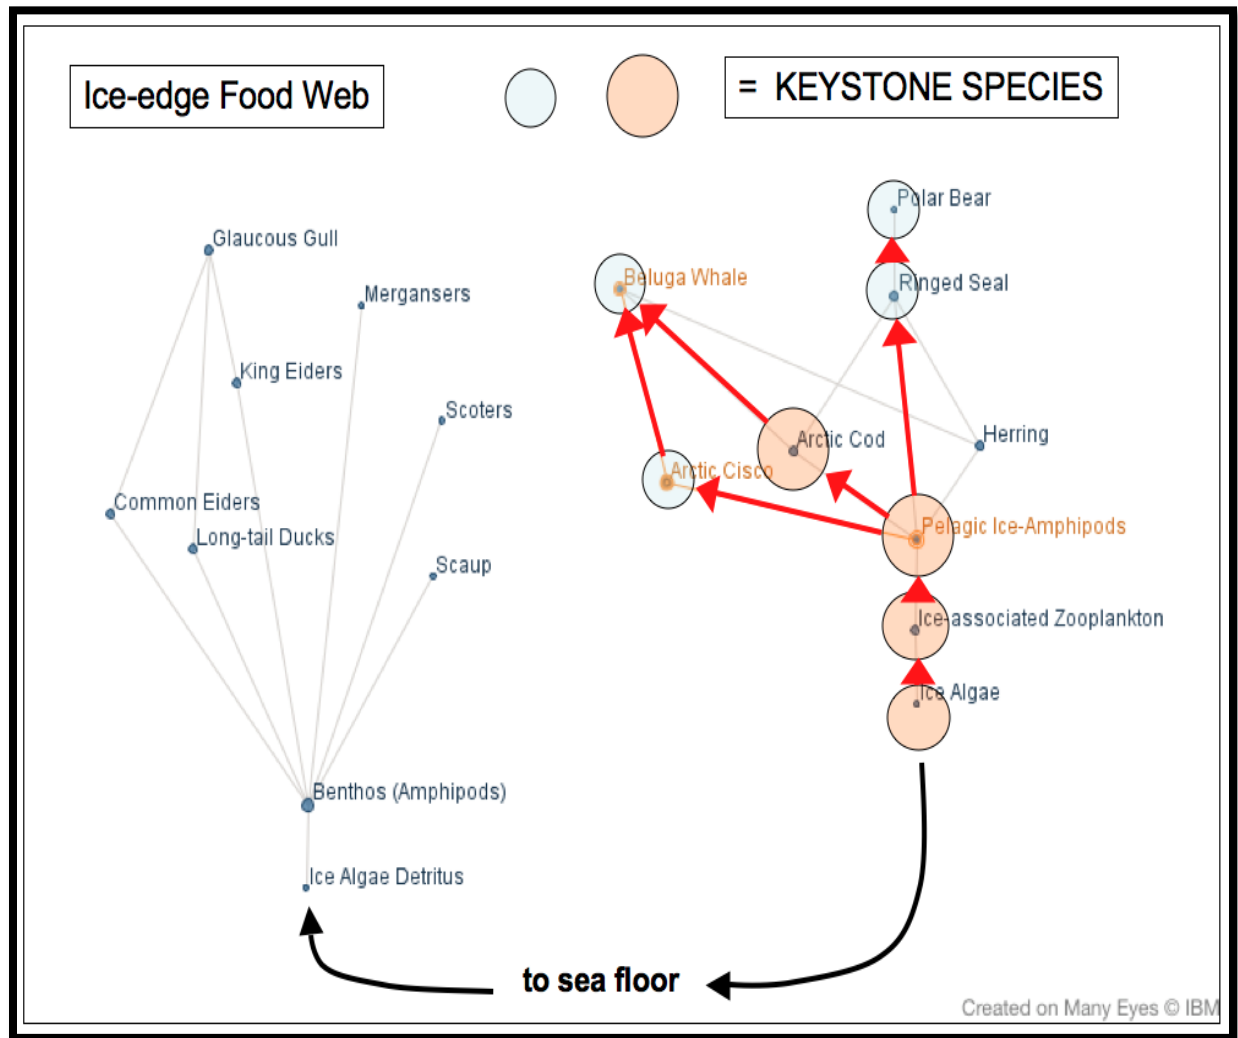 Ice-edge Food Web
= KEYSTONE SPECIES
Polar Bear
Glaucous Gull
Beluga Whale
Ringed Seal
Mergansers
King Eiders
Scoters
Herring
Arctic Cod
Arctic Cisco
Common Eiders
Long-tail Ducks
Pelagic Ice-Amphipods
Scaup
Ice-associated Zooplankton
Ice Algae
Benthos (Amphipods)
Ice Algae Detritus
to sea floor
Created on Many Eyes © IBM